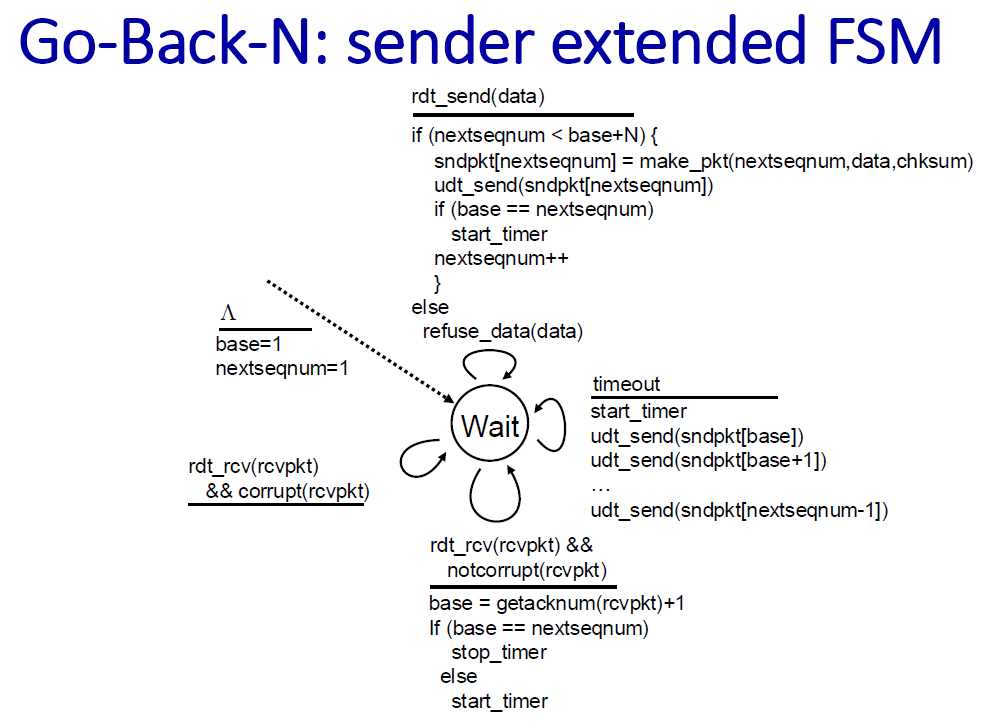 Go-Back-N: sender extended FSM
rdt_send(data)
if (nextseqnum < base+N) {
sndpkt[nextseqnum] = make_pkt(nextseqnum,data,chksum)
udt_send(sndpkt[nextseqnum])
if (base == nextseqnum)
start_timer
nextseqnum++
}
else
refuse_data(data)
Λ
base=1
nextseqnum=1
Wait
timeout
start_timer
udt_send(sndpkt[base])
udt_send(sndpkt[base+1])
…
udt_send(sndpkt[nextseqnum-1])
rdt_rcv(rcvpkt)
&& corrupt(rcvpkt)
rdt_rcv(rcvpkt) &&
notcorrupt(rcvpkt)
base = getacknum(rcvpkt)+1
If (base == nextseqnum)
stop_timer
else
start_timer